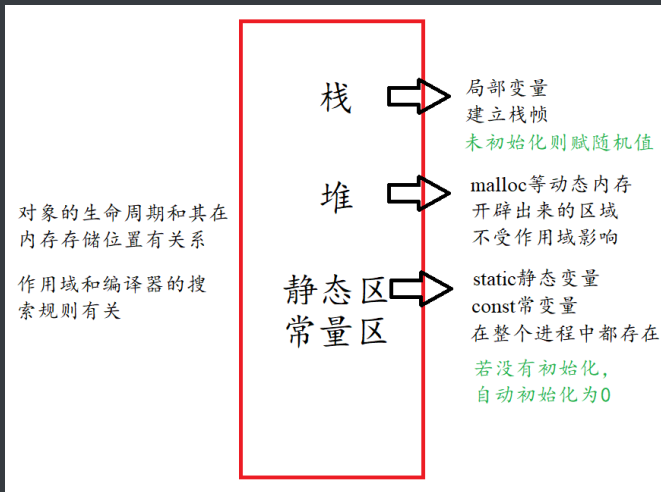 对象的生命周期和其在
内存存储位置有关系
作用域和编译器的搜
索规则有关
栈
局部变量
建立栈帧
未初始化则赋随机值
堆
malloc等动态内存
开辟出来的区域
不受作用域影响
静态区
常量区
static静态变量
const常变量
在整个进程中都存在
若没有初始化，
自动初始化为0